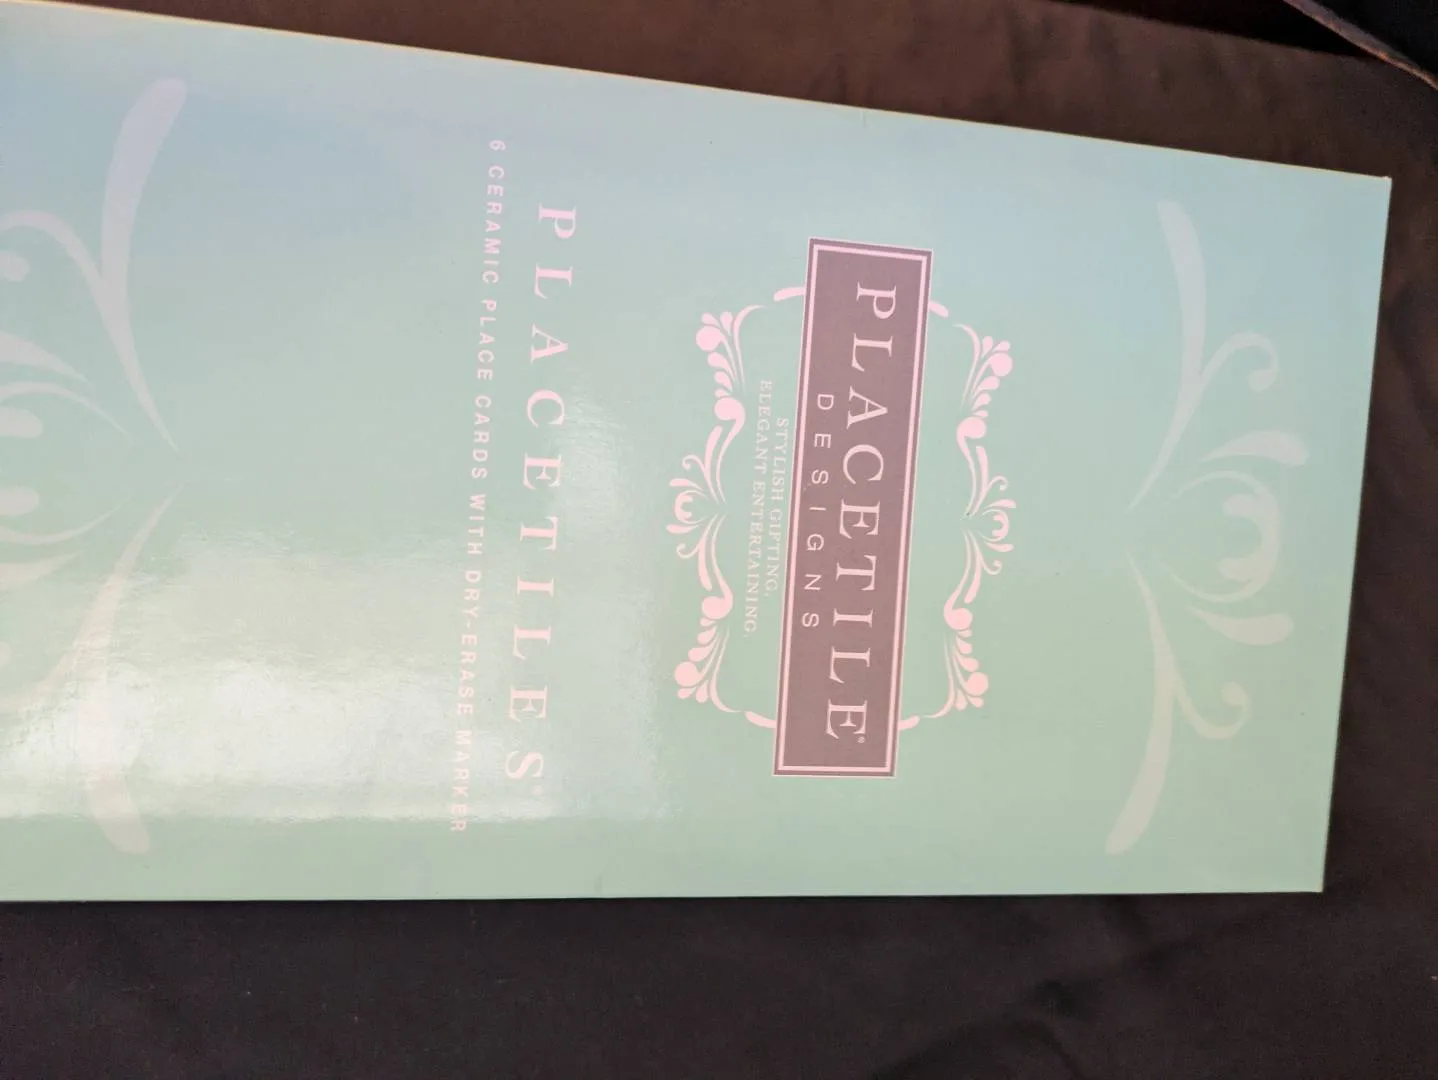 PLACETILE®
DESIGNS
STYLISH GIFTING,
ELEGANT ENTERTAINING.
PLACETILES®
6 CERAMIC PLACE CARDS WITH DRY-ERASE MARKER